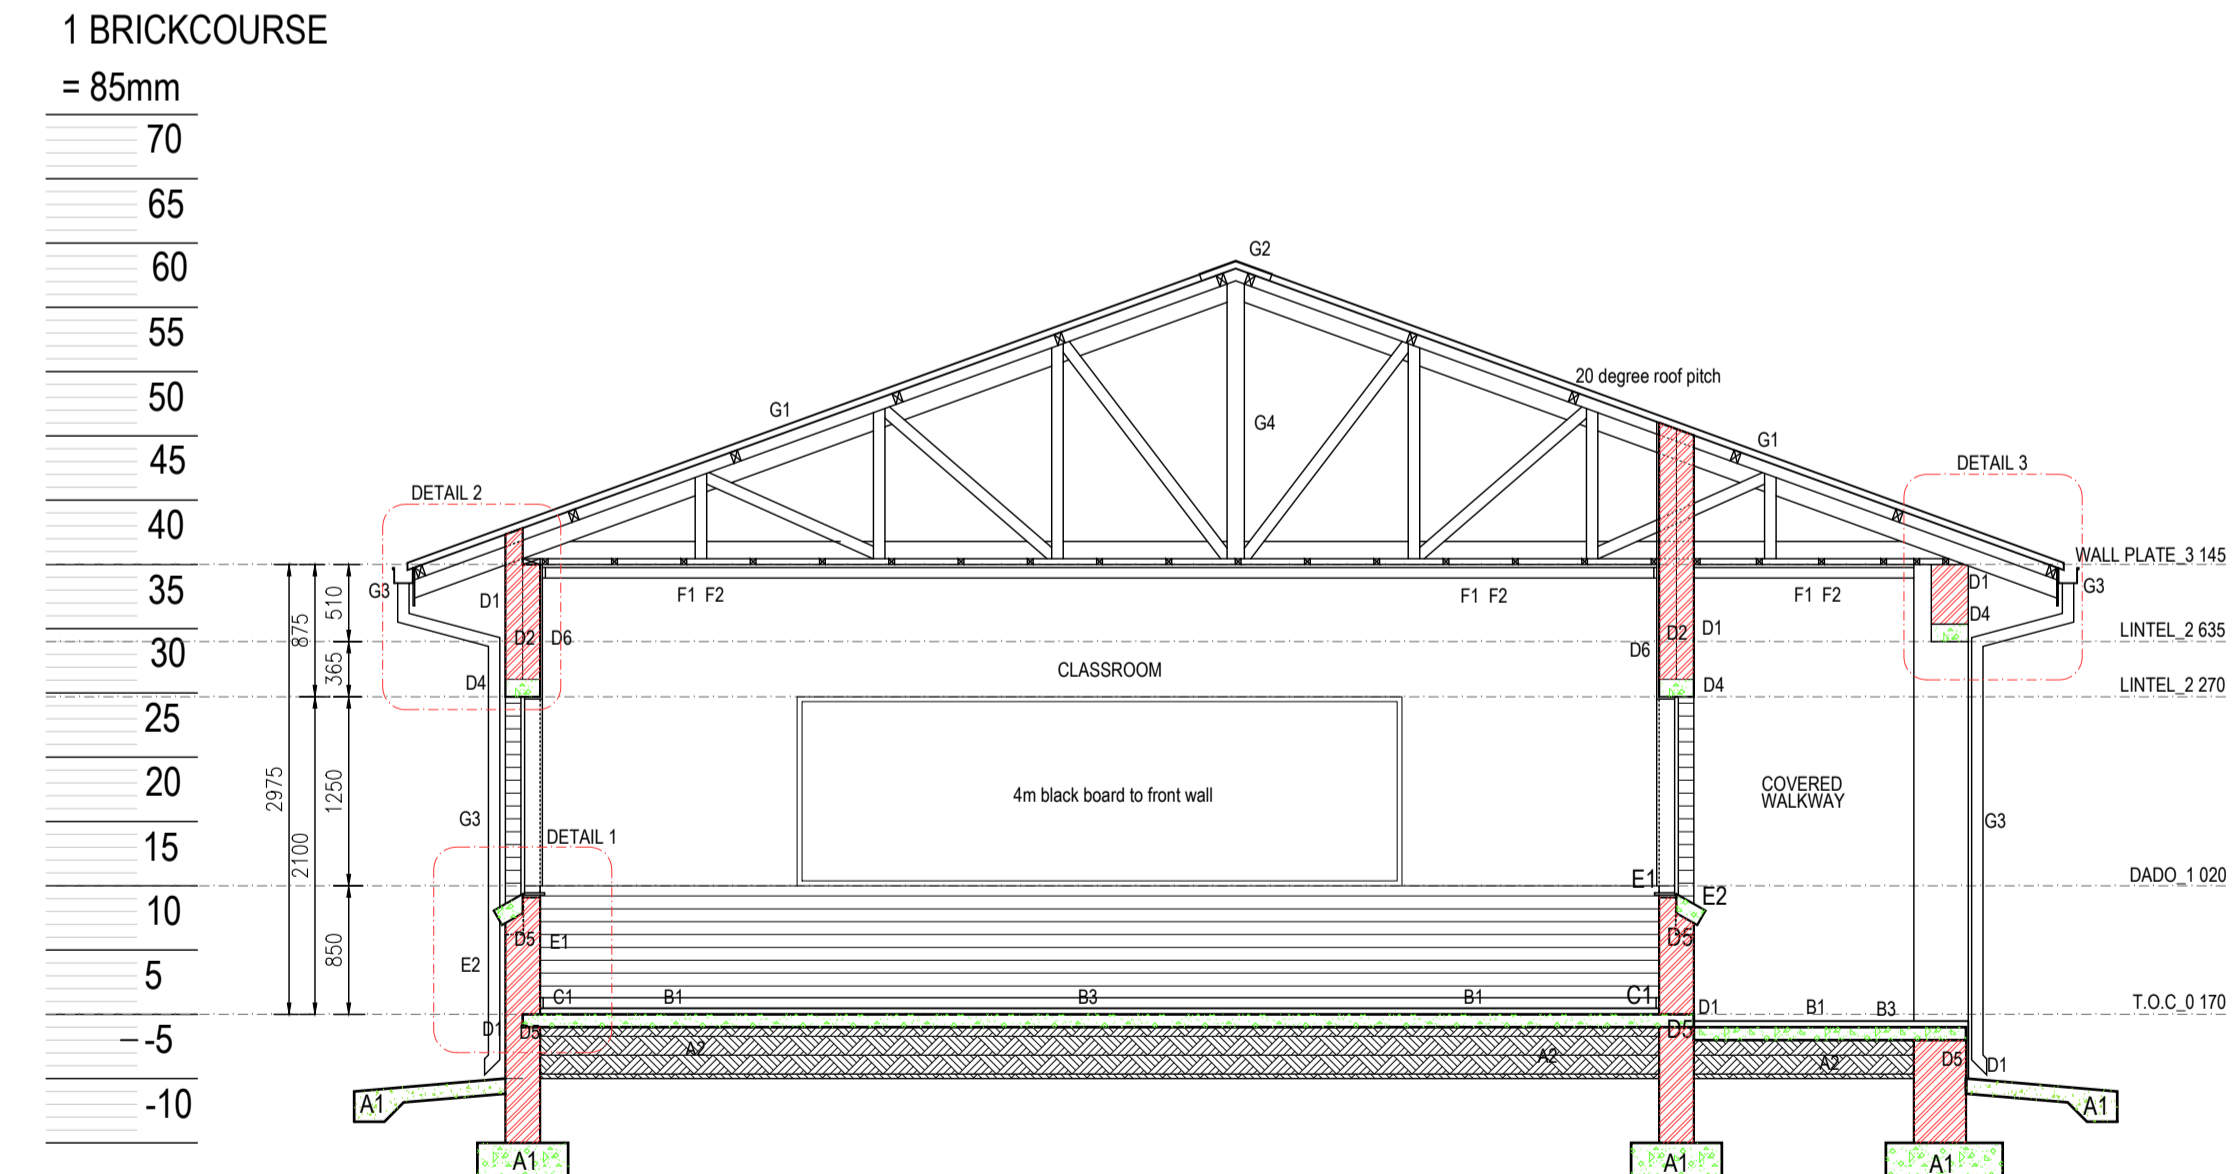 1 BRICKCOURSE
= 85mm
70
65
60
55
50
45
40
35
30
25
20
15
10
5
-5
-10
G2
20 degree roof pitch
G1
G4
G1
DETAIL 2
DETAIL 3
WALL PLATE_3 145
G3
D1
F1 F2
F1 F2
F1 F2
D1
G3
D4
875
510
D2
D6
D2
D1
LINTEL_2 635
D6
365
CLASSROOM
D4
D4
LINTEL_2 270
2975
1250
2100
4m black board to front wall
COVERED
WALKWAY
G3
G3
DETAIL 1
E1
DADO_1 020
E2
850
D5
E1
D5
E2
C1
B1
B3
B1
C1
D1
B1
B3
T.O.C_0 170
D1
D5
D5
A2
A2
A2
D5
D1
A1
A1
A1
A1
A1